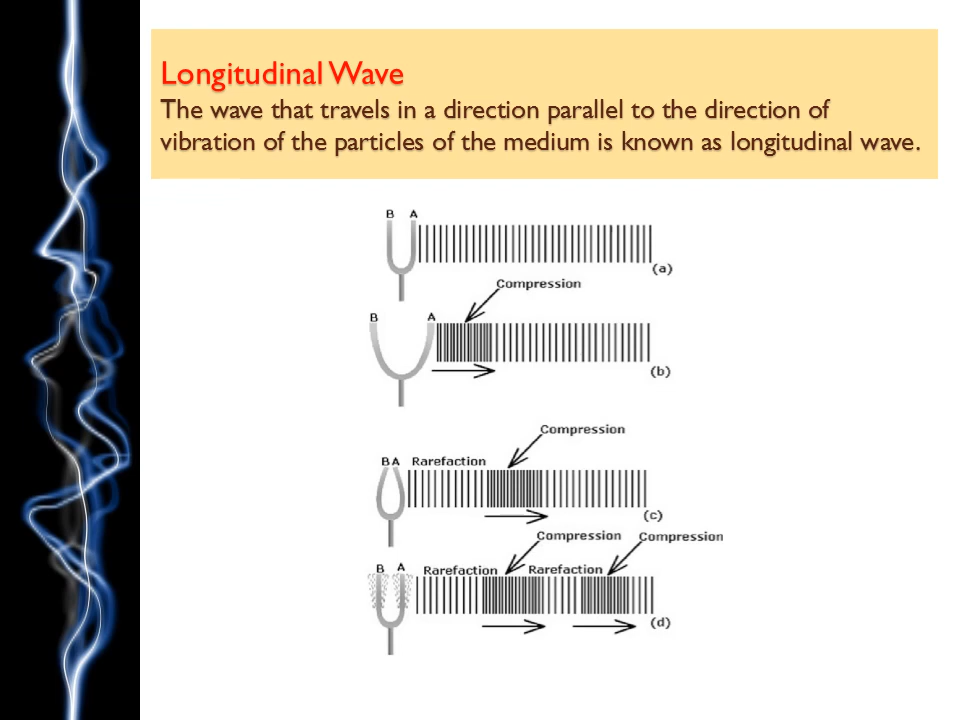 Longitudinal Wave
The wave that travels in a direction parallel to the direction of
vibration of the particles of the medium is known as longitudinal wave.
B A
(a)
Compression
B A
(b)
Compression
B A Rarefaction
(c)
Compression Compression
B A Rarefaction Rarefaction
(d)